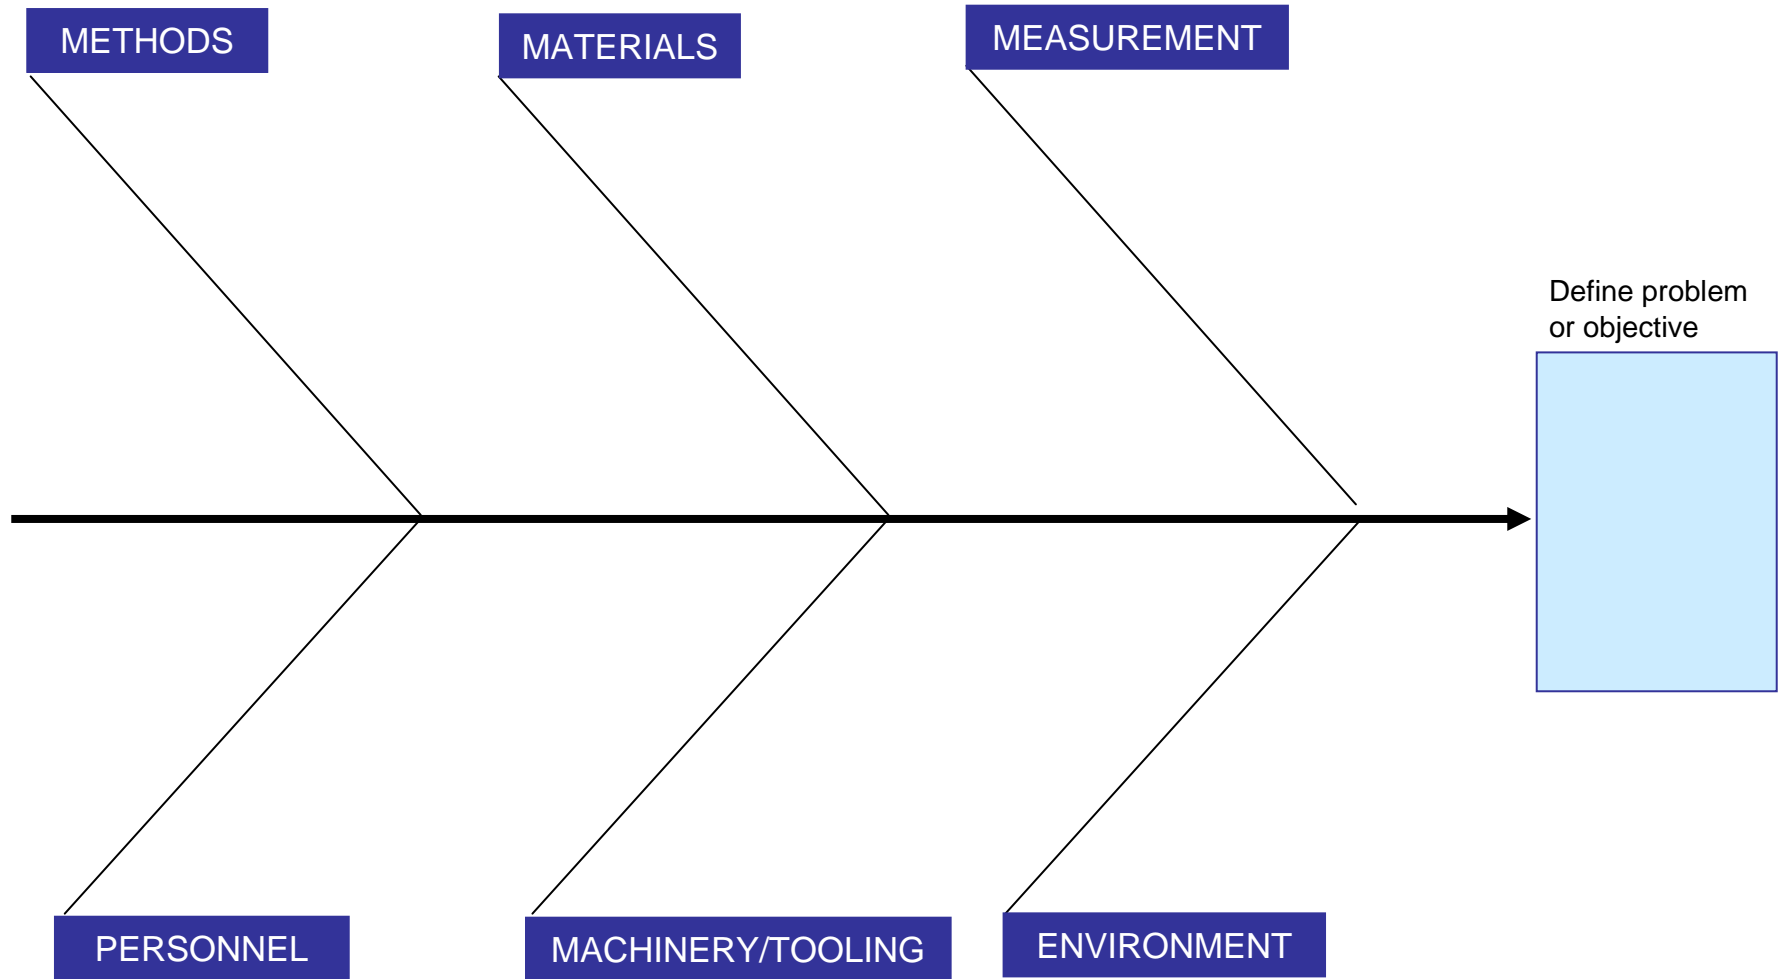 METHODS
MATERIALS
MEASUREMENT
Define problem
or objective
PERSONNEL
MACHINERY/TOOLING
ENVIRONMENT